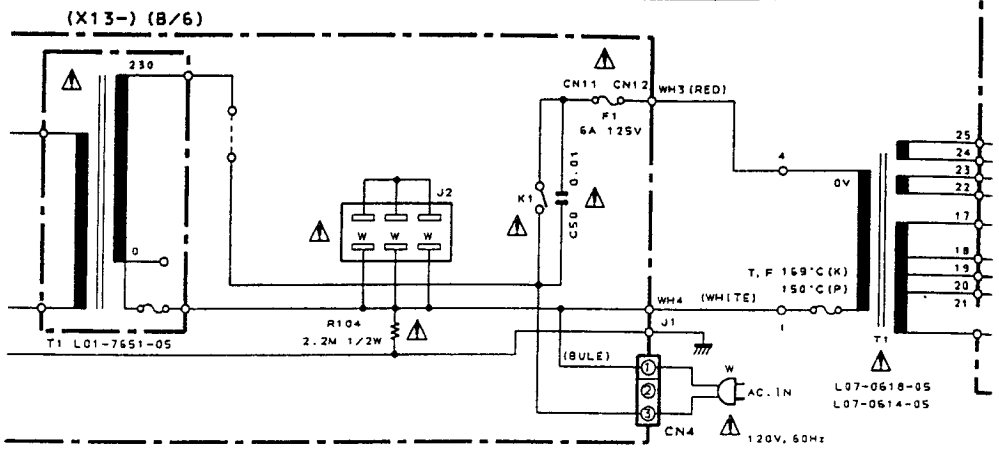 (X13-) (B/6)
230
CN11 CN12
WH3 (RED)
F1
6A 125V
25
24
4
23
0V
22
0.01
K1
C50
J2
W W W
17
0
18
T, F 169°C (K)
19
150°C (P)
20
WH4 (WHITE)
21
J1
1
R104
2.2M 1/2W
T1 L01-7651-05
T1
(BULE)
1
W
2
AC. IN
L07-0618-05
L07-0614-05
3
CN4
120V, 60Hz